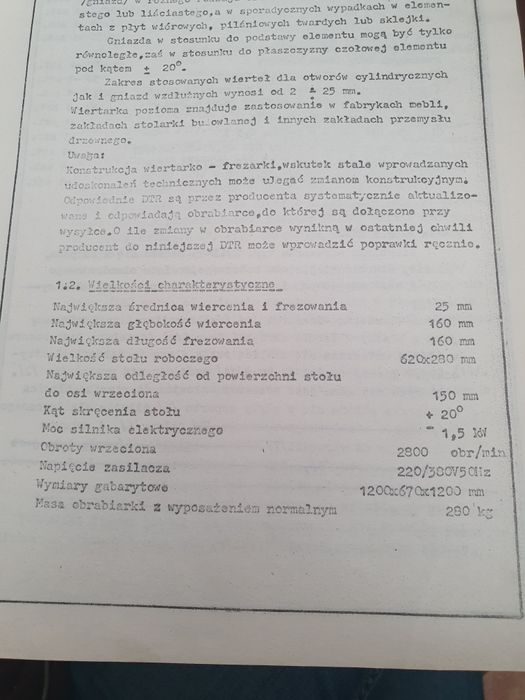 /gniazd/ w
stego lub liściastego,a w sporadycznych wypadkach w elemen-
tach z płyt wiórowych, pilśniowych twardych lub sklejki.
Gniazda w stosunku do podstawy elementu mogą być tylko
równoległe,zaś w stosunku do płaszczyzny czołowej elementu
pod kątem ± 20°.
Zakres stosowanych wierteł dla otworów cylindrycznych
jak i gniazd wzdłużnych wynosi od 2 ÷ 25 mm.
Wiertarka pozioma znajduje zastosowanie w fabrykach mebli,
zakładach stolarki budowlanej i innych zakładach przemysłu
drzewnego.
Uwaga:
Konstrukcja wiertarko - frezarki,wskutek stale wprowadzanych
udoskonaleń technicznych może ulegać zmianom konstrukcyjnym.
Odpowiednie DTR są przez producenta systematycznie aktualizo-
wane i odpowiadają obrabiarce,do której są dołączone przy
wysyłce.O ile zmiany w obrabiarce wynikną w ostatniej chwili
producent do niniejszej DTR może wprowadzić poprawki ręcznie.
1.2. Wielkości charakterystyczne
Największa średnica wiercenia i frezowania 25 mm
Największa głębokość wiercenia 160 mm
Największa długość frezowania 160 mm
Wielkość stołu roboczego 620x280 mm
Największa odległość od powierzchni stołu
do osi wrzeciona 150 mm
Kąt skręcenia stołu ± 20°
Moc silnika elektrycznego 1,5 kW
Obroty wrzeciona 2800 obr/min
Napięcie zasilacza 220/380V50Hz
Wymiary gabarytowe 1200x670x1200 mm
Masa obrabiarki z wyposażeniem normalnym 280 kg